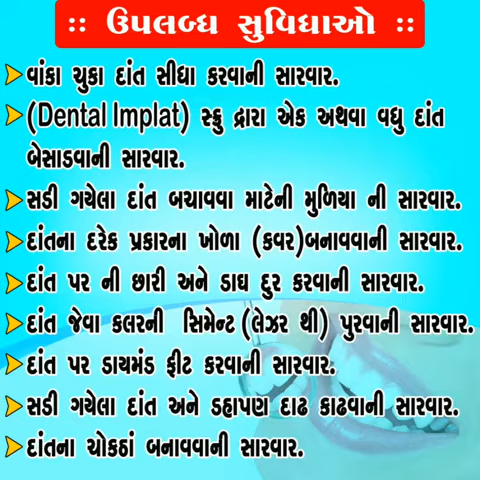 :: ઉપલબ્ધ સુવિધાઓ ::
વાંકા ચુકા દાંત સીધા કરવાની સારવાર.
(Dental Implat) સ્ક્રુ દ્વારા એક અથવા વધુ દાંત
બેસાડવાની સારવાર.
સડી ગયેલા દાંત બચાવવા માટેની મુળિયા ની સારવાર.
દાંતના દરેક પ્રકારના ખોળા (કવર)બનાવવાની સારવાર.
દાંત પર ની છારી અને ડાઘ દુર કરવાની સારવાર.
દાંત જેવા કલરની સિમેન્ટ (લેઝર થી) પુરવાની સારવાર.
દાંત પર ડાયમંડ ફીટ કરવાની સારવાર.
સડી ગયેલા દાંત અને ડહાપણ દાઢ કાઢવાની સારવાર.
દાંતના ચોકઠાં બનાવવાની સારવાર.